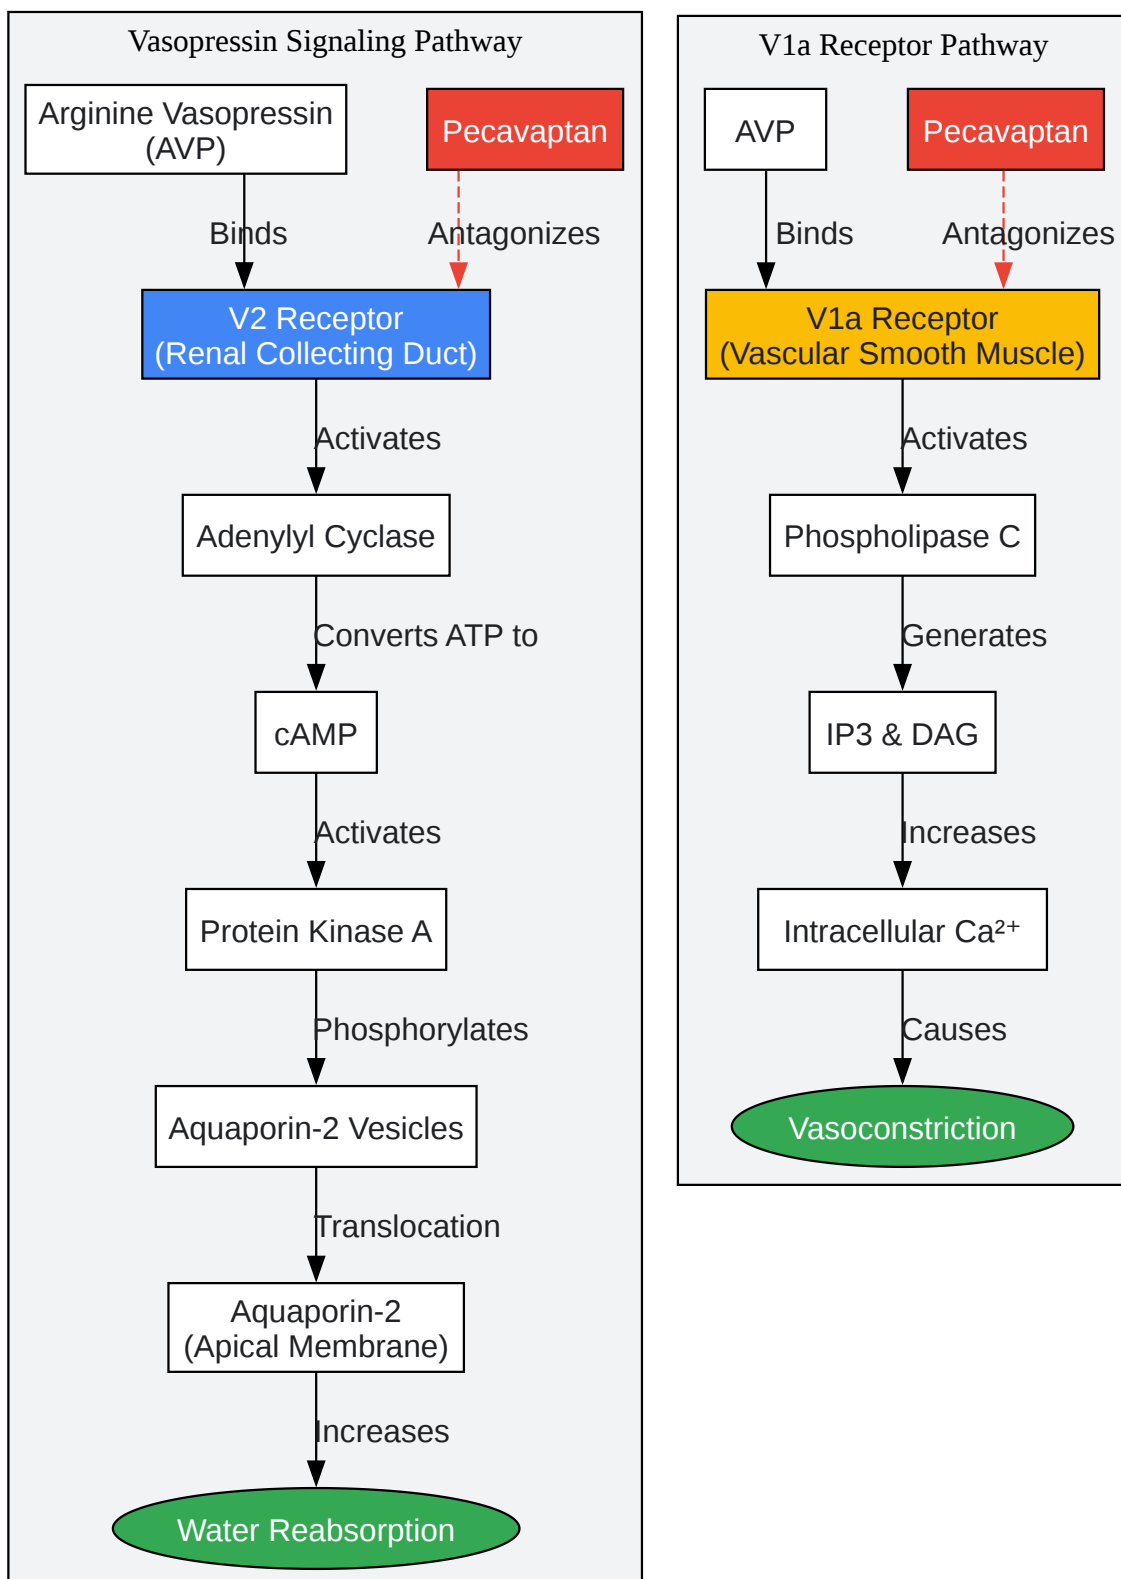 Vasopressin Signaling Pathway
Arginine Vasopressin
(AVP)
Pecavaptan
Binds
Antagonizes
V2 Receptor
(Renal Collecting Duct)
Activates
Adenylyl Cyclase
Converts ATP to
cAMP
Activates
Protein Kinase A
Phosphorylates
Aquaporin-2 Vesicles
Translocation
Aquaporin-2
(Apical Membrane)
Increases
Water Reabsorption
V1a Receptor Pathway
AVP
Pecavaptan
Binds
Antagonizes
V1a Receptor
(Vascular Smooth Muscle)
Activates
Phospholipase C
Generates
IP3 & DAG
Increases
Intracellular Ca²⁺
Causes
Vasoconstriction